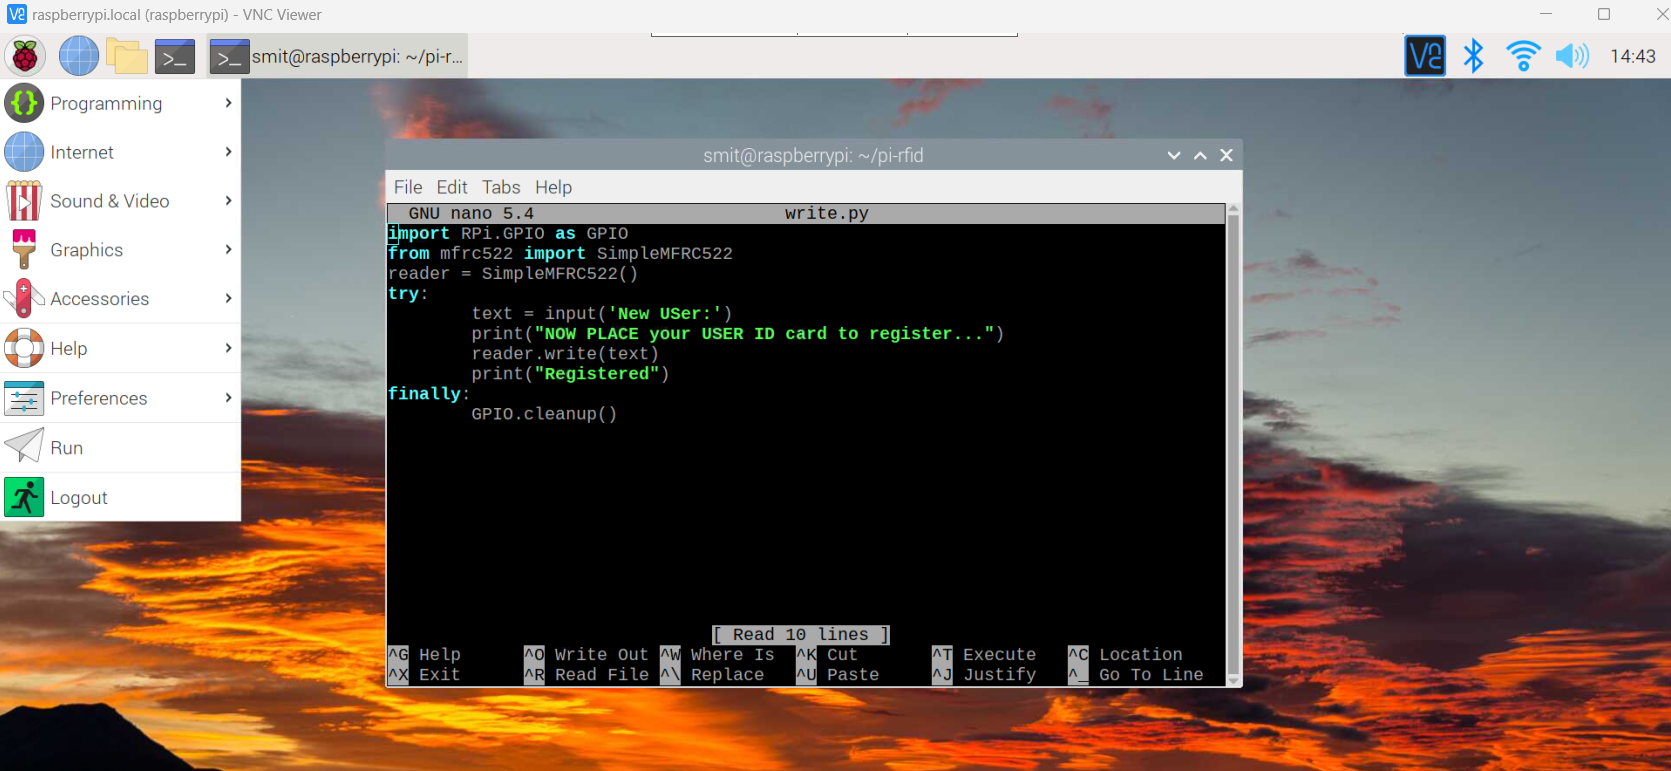 raspberrypi.local (raspberrypi) - VNC Viewer
smit@raspberrypi: ~/pi-r...
14:43
Programming
Internet
Sound & Video
Graphics
Accessories
Help
Preferences
Run
Logout
smit@raspberrypi: ~/pi-rfid
File Edit Tabs Help
GNU nano 5.4 write.py
import RPi.GPIO as GPIO
from mfrc522 import SimpleMFRC522
reader = SimpleMFRC522()
try:
text = input('New USer:')
print("NOW PLACE your USER ID card to register...")
reader.write(text)
print("Registered")
finally:
GPIO.cleanup()
[ Read 10 lines ]
^G Help ^O Write Out ^W Where Is ^K Cut ^T Execute ^C Location
^X Exit ^R Read File ^\ Replace ^U Paste ^J Justify ^_ Go To Line